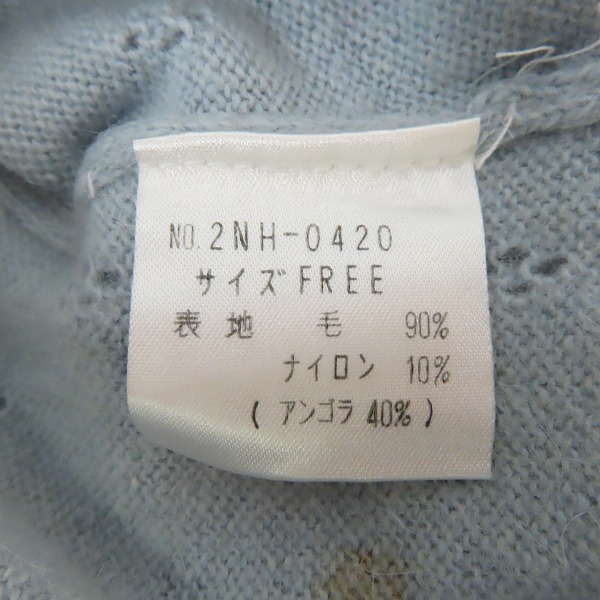 NO.2NH-0420
サイズFREE
表地 毛 90%
ナイロン 10%
(アンゴラ 40%)